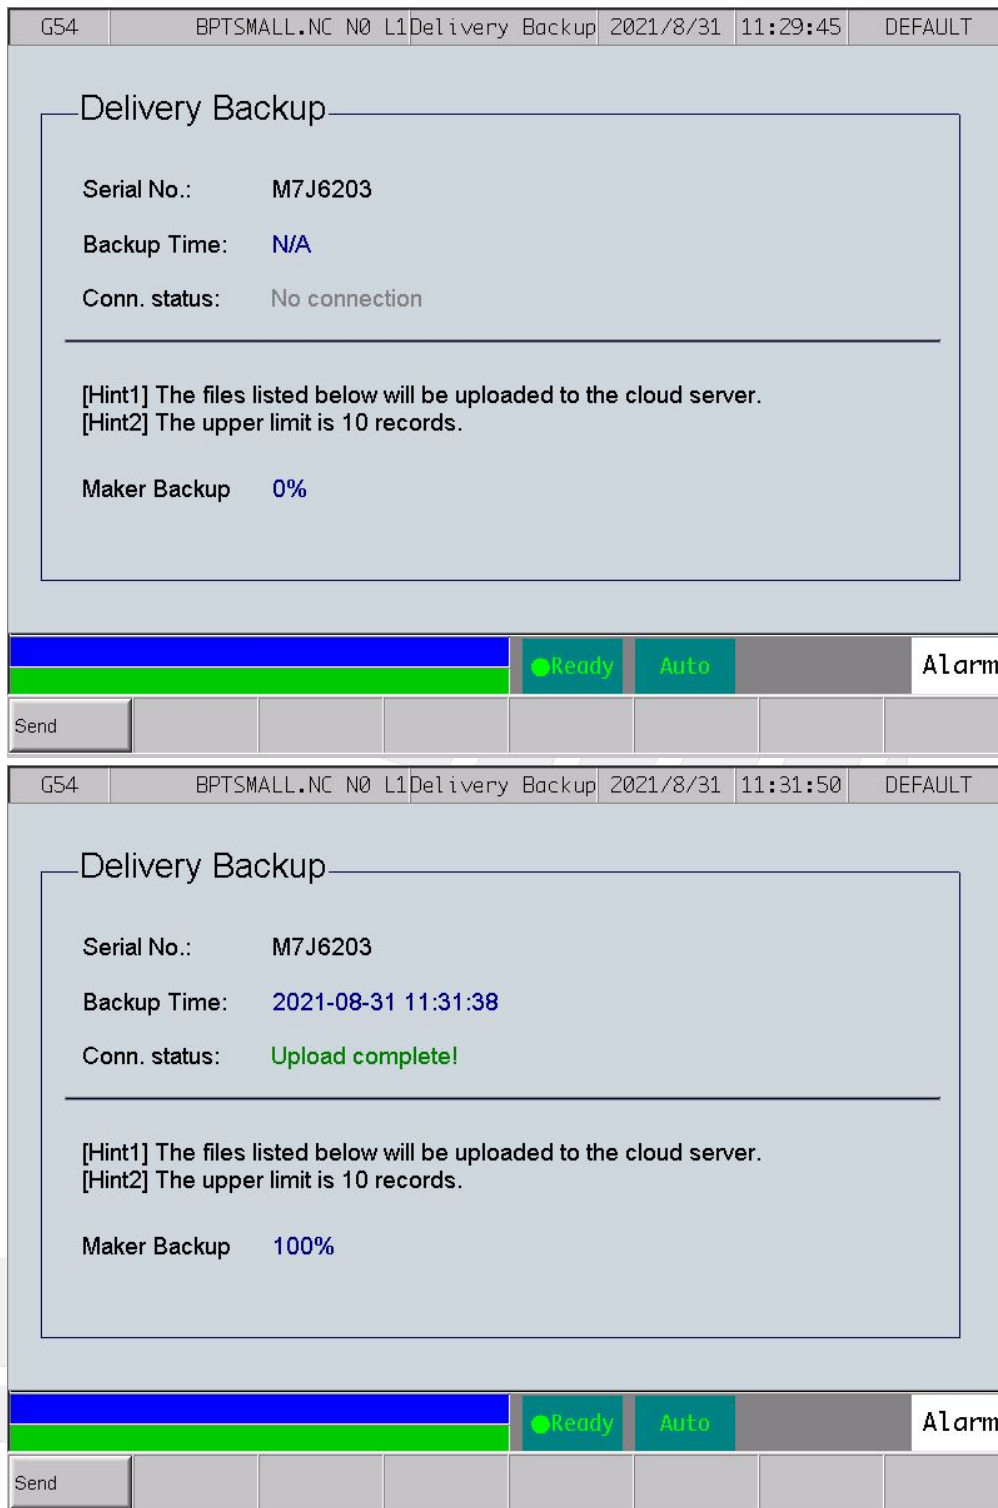 G54 BPTSMALL.NC N0 L1 Delivery Backup 2021/8/31 11:29:45 DEFAULT
Delivery Backup
Serial No.: M7J6203
Backup Time: N/A
Conn. status: No connection
[Hint1] The files listed below will be uploaded to the cloud server.
[Hint2] The upper limit is 10 records.
Maker Backup 0%
Ready Auto Alarm
Send
G54 BPTSMALL.NC N0 L1 Delivery Backup 2021/8/31 11:31:50 DEFAULT
Delivery Backup
Serial No.: M7J6203
Backup Time: 2021-08-31 11:31:38
Conn. status: Upload complete!
[Hint1] The files listed below will be uploaded to the cloud server.
[Hint2] The upper limit is 10 records.
Maker Backup 100%
Ready Auto Alarm
Send